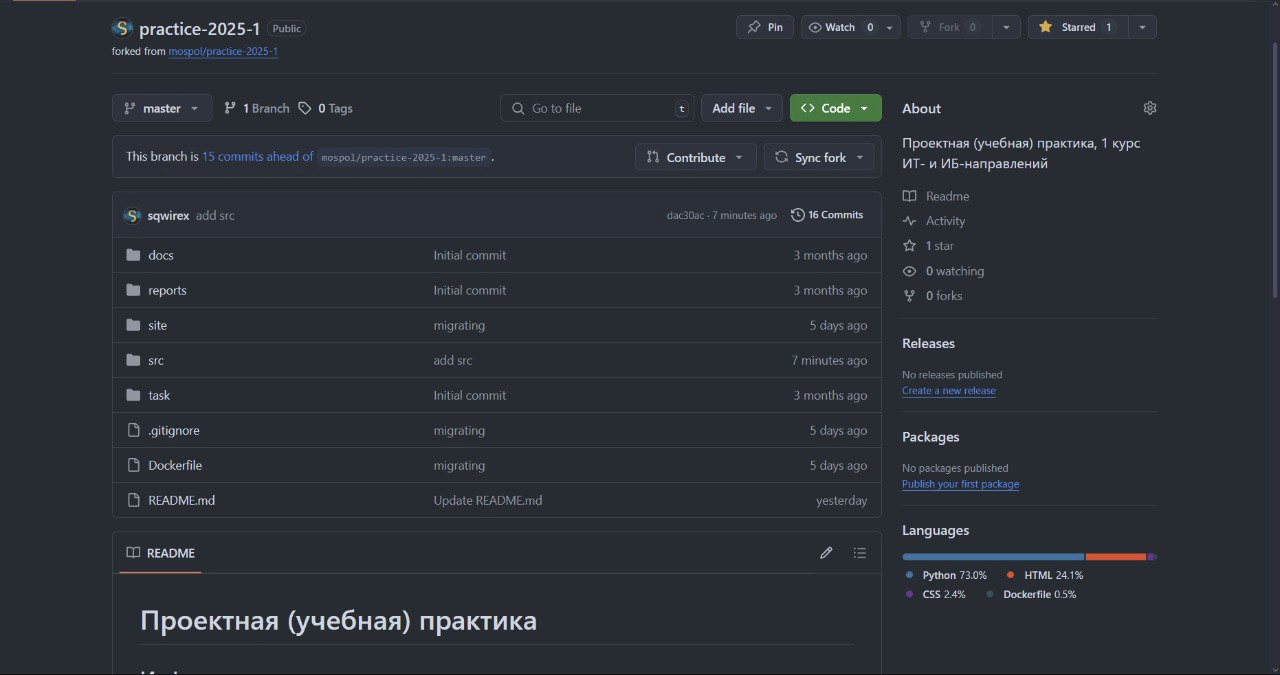 practice-2025-1 Public
Pin
Watch 0
Fork 0
Starred 1
forked from mospol/practice-2025-1
master
1 Branch
0 Tags
Go to file t
Add file
Code
This branch is 15 commits ahead of mospol/practice-2025-1:master .
Contribute
Sync fork
sqwirex add src dac30ac · 7 minutes ago 16 Commits
docs Initial commit 3 months ago
reports Initial commit 3 months ago
site migrating 5 days ago
src add src 7 minutes ago
task Initial commit 3 months ago
.gitignore migrating 5 days ago
Dockerfile migrating 5 days ago
README.md Update README.md yesterday
README
Проектная (учебная) практика
About
Проектная (учебная) практика, 1 курс
ИТ- и ИБ-направлений
Readme
Activity
1 star
0 watching
0 forks
Releases
No releases published
Create a new release
Packages
No packages published
Publish your first package
Languages
Python 73.0% HTML 24.1%
CSS 2.4% Dockerfile 0.5%